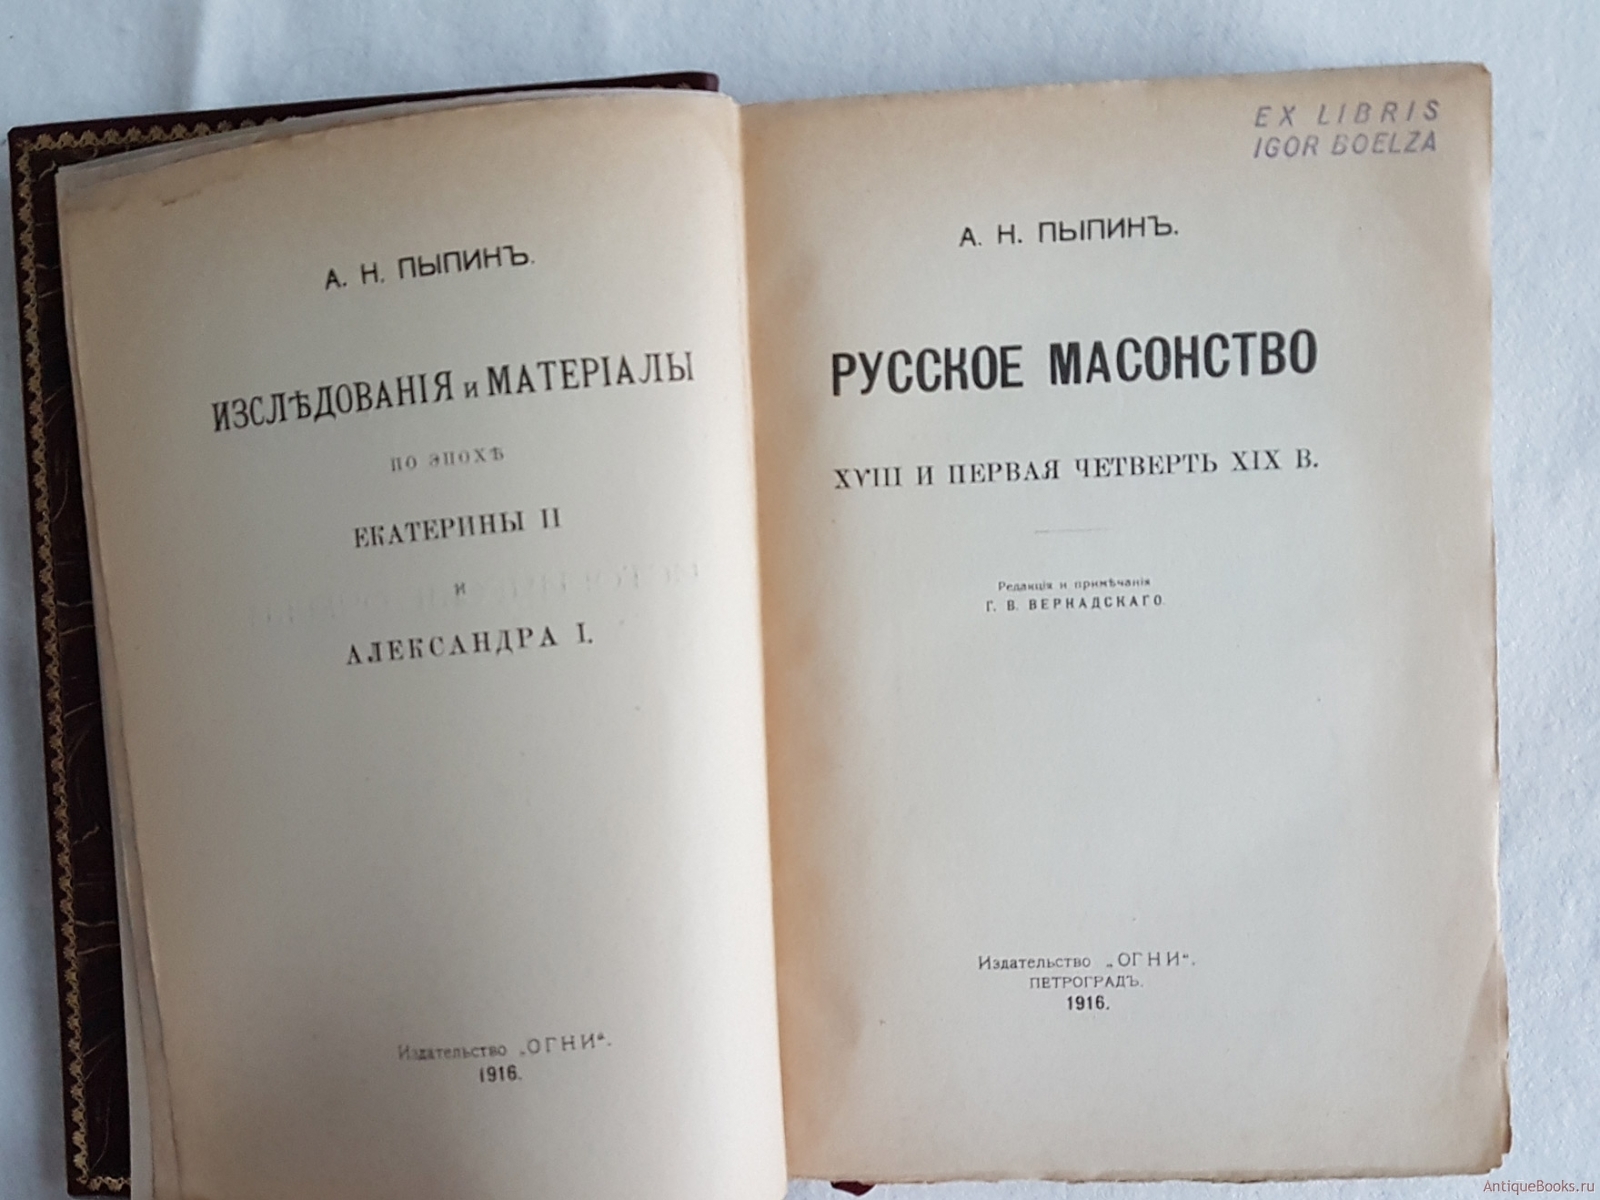 А. Н. ПЫПИНЪ.
ИЗСЛѢДОВАНІЯ и МАТЕРІАЛЫ
ПО ЭПОХѢ
ЕКАТЕРИНЫ II
И
АЛЕКСАНДРА I.
Издательство „ОГНИ“.
1916.
EX LIBRIS
IGOR BOELZA
А. Н. ПЫПИНЪ.
РУССКОЕ МАСОНСТВО
XVIII И ПЕРВАЯ ЧЕТВЕРТЬ XIX В.
Редакція и примѣчанія
Г. В. ВЕРНАДСКАГО
Издательство „ОГНИ“.
ПЕТРОГРАДЪ.
1916.
AntiqueBooks.ru